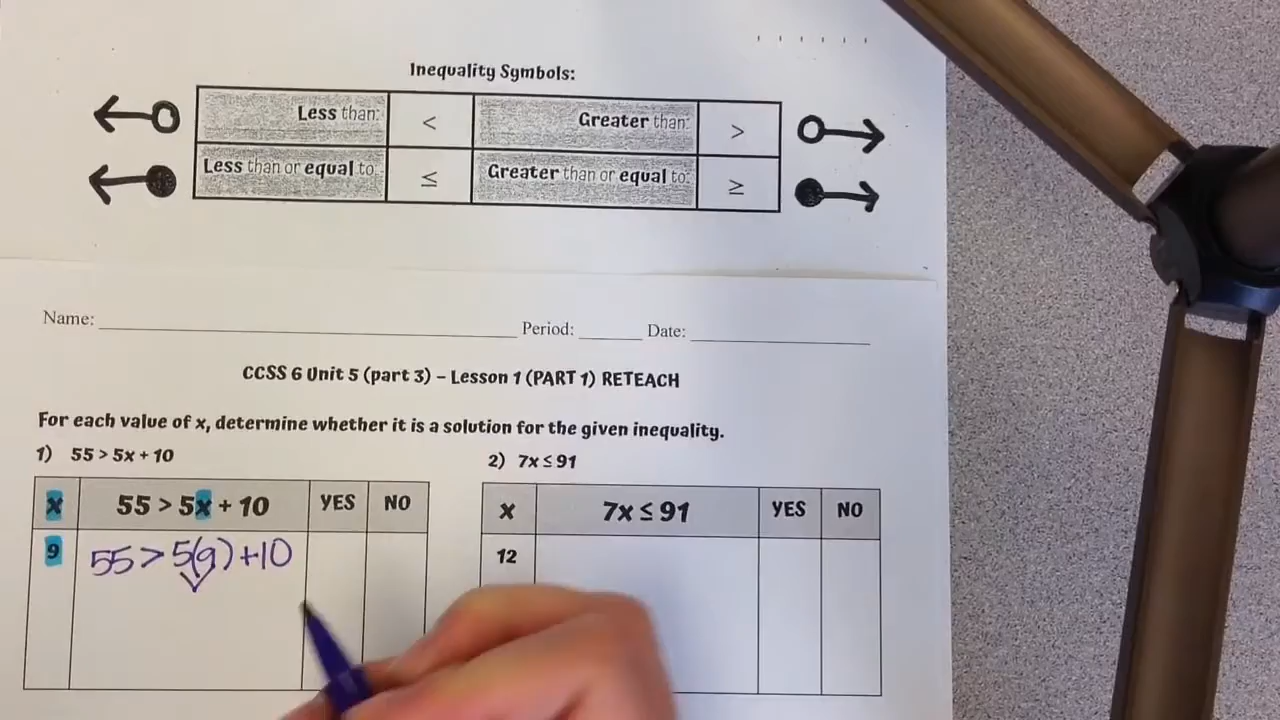 Inequality Symbols:
Less than: < Greater than: >
Less than or equal to: ≤ Greater than or equal to: ≥
Name: Period: Date:
CCSS 6 Unit 5 (part 3) – Lesson 1 (PART 1) RETEACH
For each value of x, determine whether it is a solution for the given inequality.
1) 55 > 5x + 10
x 55 > 5x + 10 YES NO
9 55 > 5(9) +10
2) 7x ≤ 91
x 7x ≤ 91 YES NO
12